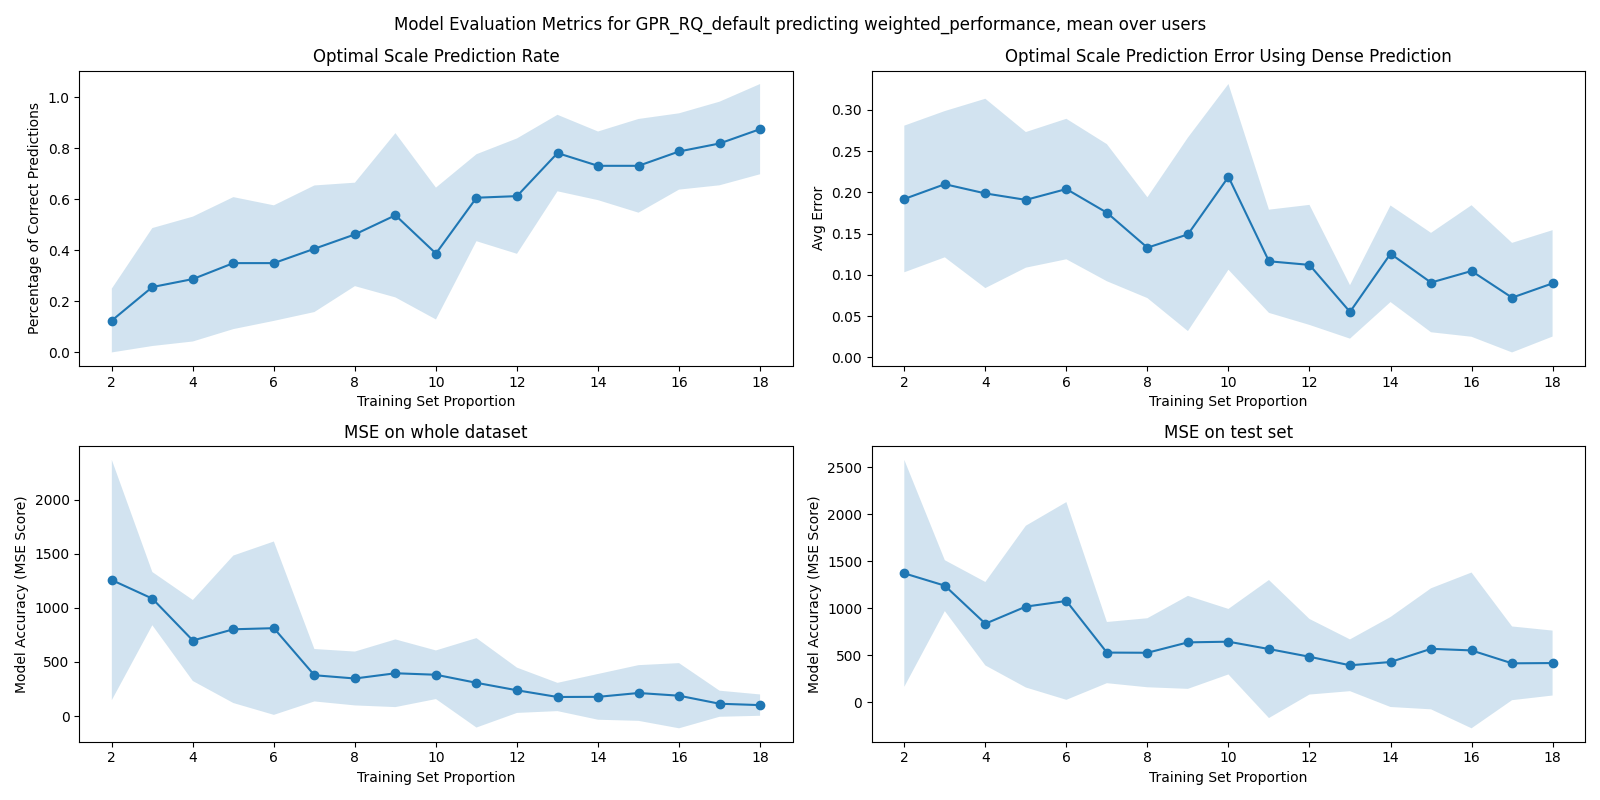 Model Evaluation Metrics for GPR_RQ_default predicting weighted_performance, mean over users
Optimal Scale Prediction Rate
Percentage of Correct Predictions
1.0
0.8
0.6
0.4
0.2
0.0
2 4 6 8 10 12 14 16 18
Training Set Proportion
Optimal Scale Prediction Error Using Dense Prediction
Avg Error
0.30
0.25
0.20
0.15
0.10
0.05
0.00
2 4 6 8 10 12 14 16 18
Training Set Proportion
MSE on whole dataset
Model Accuracy (MSE Score)
2000
1500
1000
500
0
2 4 6 8 10 12 14 16 18
Training Set Proportion
MSE on test set
Model Accuracy (MSE Score)
2500
2000
1500
1000
500
0
2 4 6 8 10 12 14 16 18
Training Set Proportion